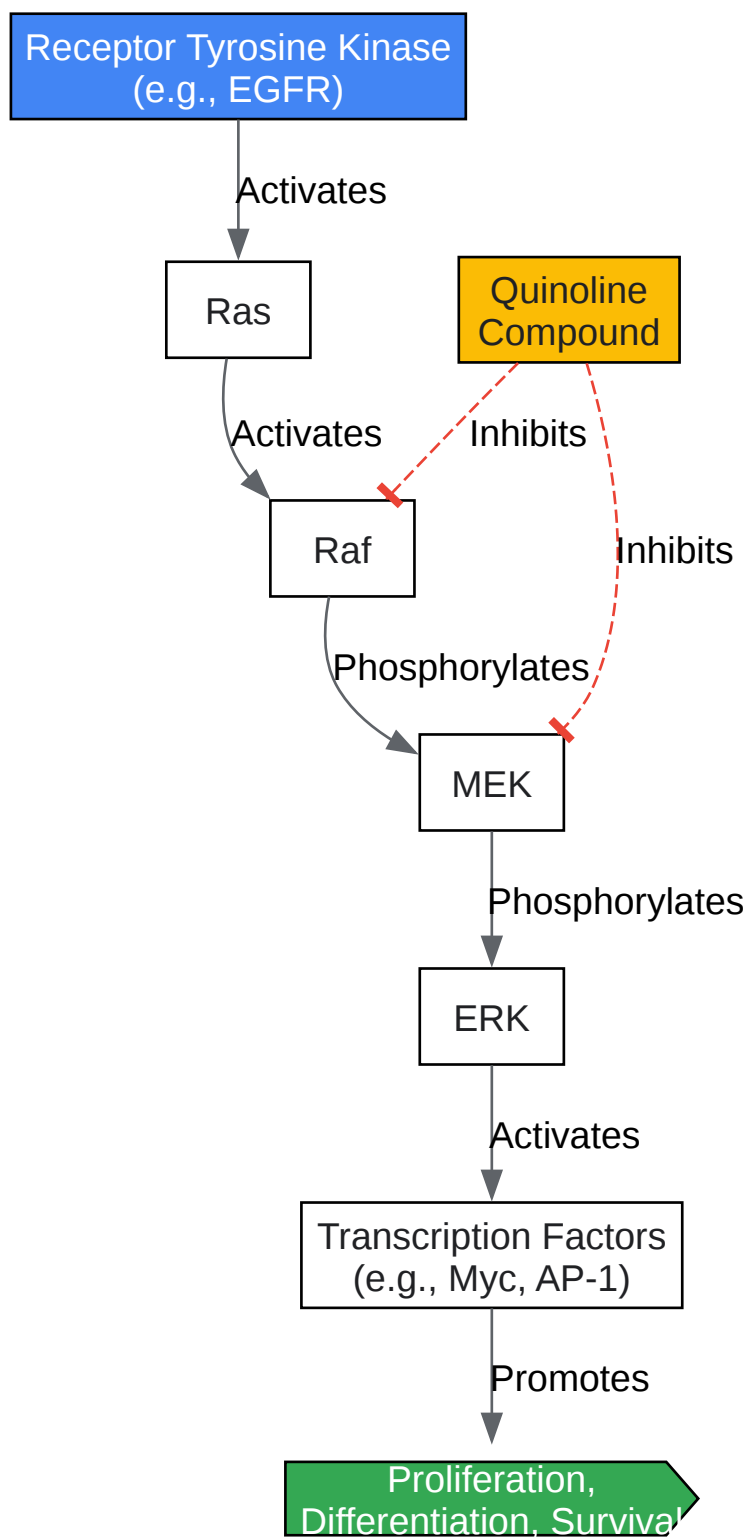 Receptor Tyrosine Kinase
(e.g., EGFR)
Activates
Ras
Quinoline
Compound
Activates
Inhibits
Raf
Inhibits
Phosphorylates
MEK
Phosphorylates
ERK
Activates
Transcription Factors
(e.g., Myc, AP-1)
Promotes
Proliferation,
Differentiation, Survival